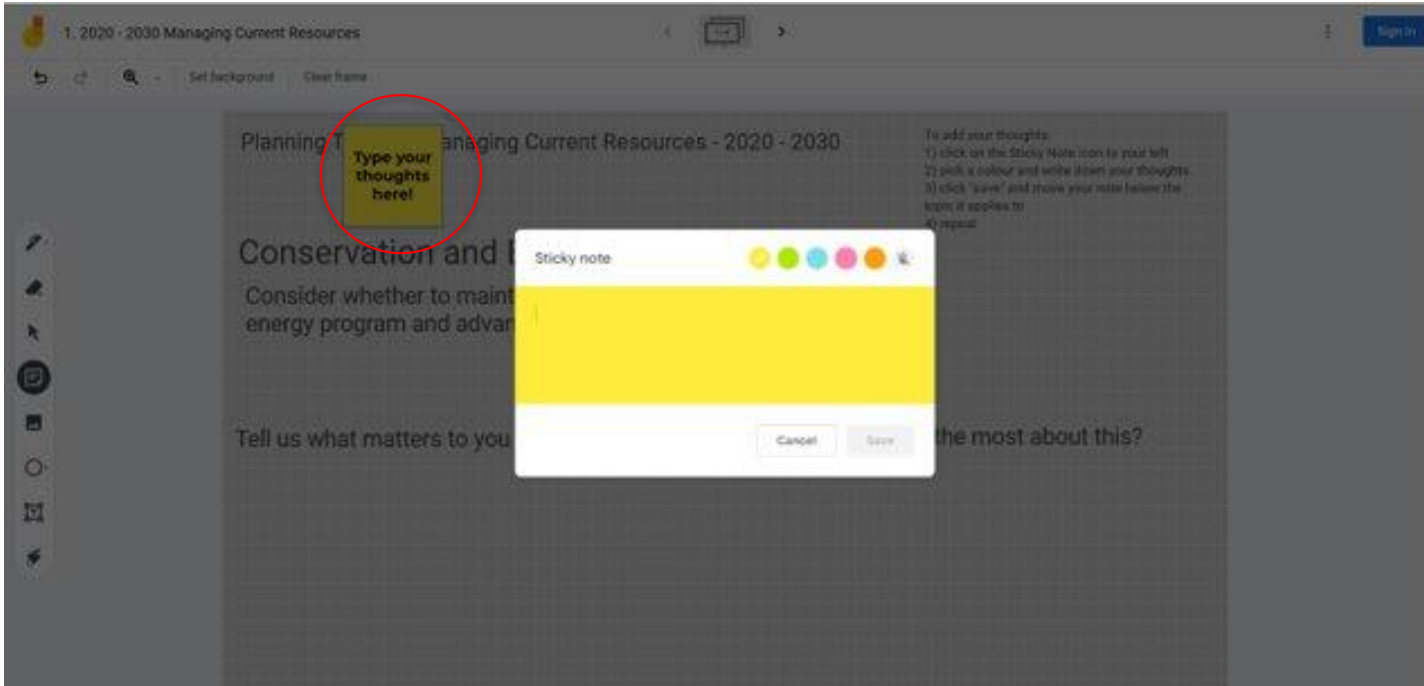 1. 2020 - 2030 Managing Current Resources
Sign in
Set background
Clear frame
Planning T anaging Current Resources - 2020 - 2030
Type your
thoughts
here!
To add your thoughts:
1) click on the Sticky Note icon to your left
2) pick a colour and write down your thoughts
3) click "save" and move your note below the
topic it applies to
4) repeat
Conservation and E
Consider whether to maint
energy program and advan
Sticky note
Cancel
Save
Tell us what matters to you
the most about this?